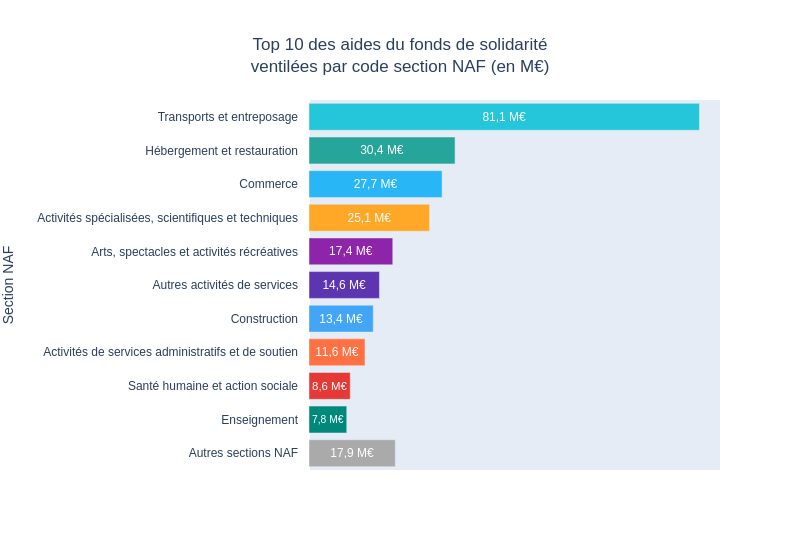 Top 10 des aides du fonds de solidarité
ventilées par code section NAF (en M€)
Section NAF
Transports et entreposage 81,1 M€
Hébergement et restauration 30,4 M€
Commerce 27,7 M€
Activités spécialisées, scientifiques et techniques 25,1 M€
Arts, spectacles et activités récréatives 17,4 M€
Autres activités de services 14,6 M€
Construction 13,4 M€
Activités de services administratifs et de soutien 11,6 M€
Santé humaine et action sociale 8,6 M€
Enseignement 7,8 M€
Autres sections NAF 17,9 M€